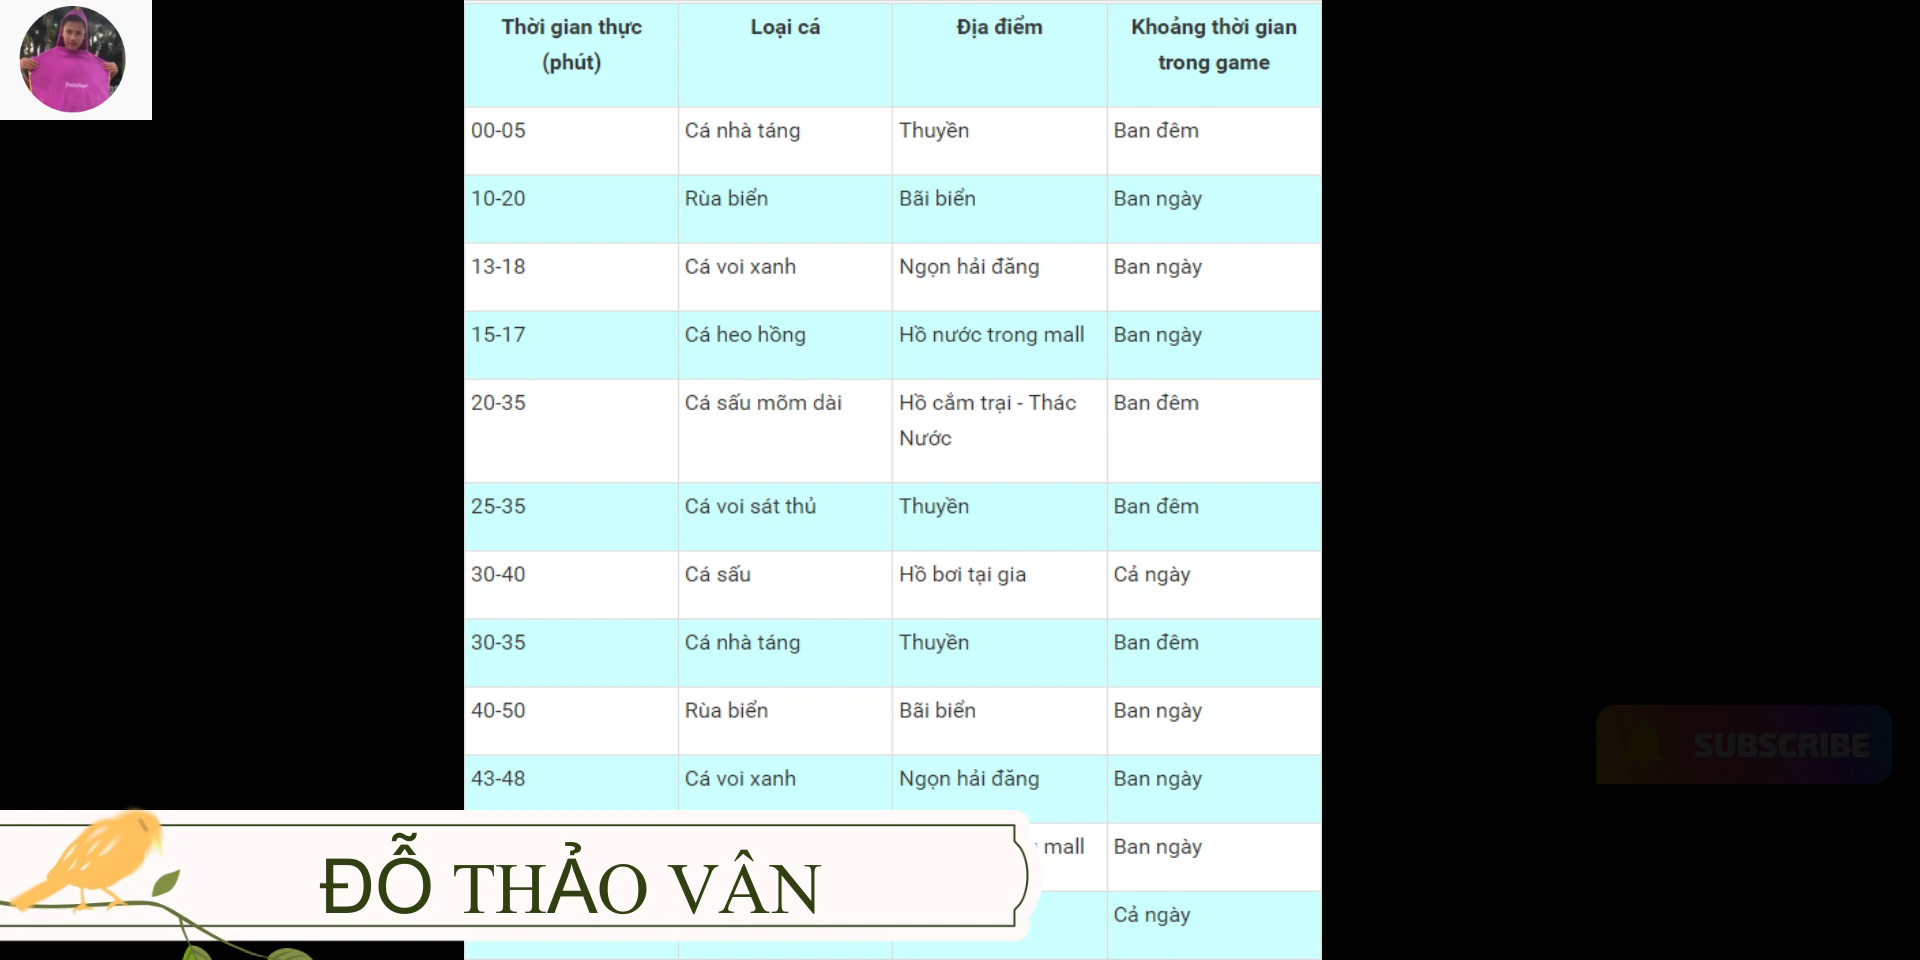 Thời gian thực Loại cá Địa điểm Khoảng thời gian
(phút) trong game
00-05 Cá nhà táng Thuyền Ban đêm
10-20 Rùa biển Bãi biển Ban ngày
13-18 Cá voi xanh Ngọn hải đăng Ban ngày
15-17 Cá heo hồng Hồ nước trong mall Ban ngày
20-35 Cá sấu mõm dài Hồ cắm trại - Thác Ban đêm
Nước
25-35 Cá voi sát thủ Thuyền Ban đêm
30-40 Cá sấu Hồ bơi tại gia Cả ngày
30-35 Cá nhà táng Thuyền Ban đêm
40-50 Rùa biển Bãi biển Ban ngày
43-48 Cá voi xanh Ngọn hải đăng Ban ngày
mall Ban ngày
Cả ngày
ĐỖ THẢO VÂN
SUBSCRIBE